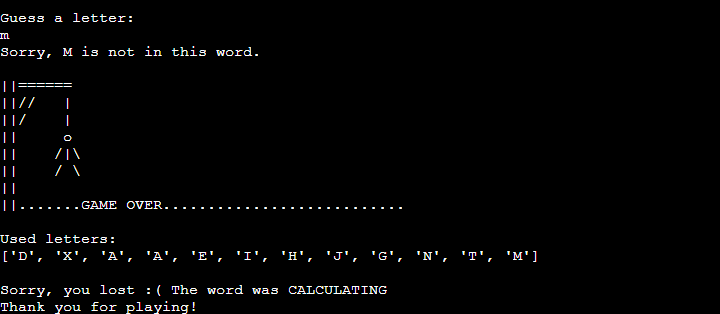 Guess a letter:
m
Sorry, M is not in this word.
||======
||//   |
||/    |
||     o
||    /|\
||    / \
||
||.......GAME OVER...........................
Used letters:
['D', 'X', 'A', 'A', 'E', 'I', 'H', 'J', 'G', 'N', 'T', 'M']
Sorry, you lost :( The word was CALCULATING
Thank you for playing!